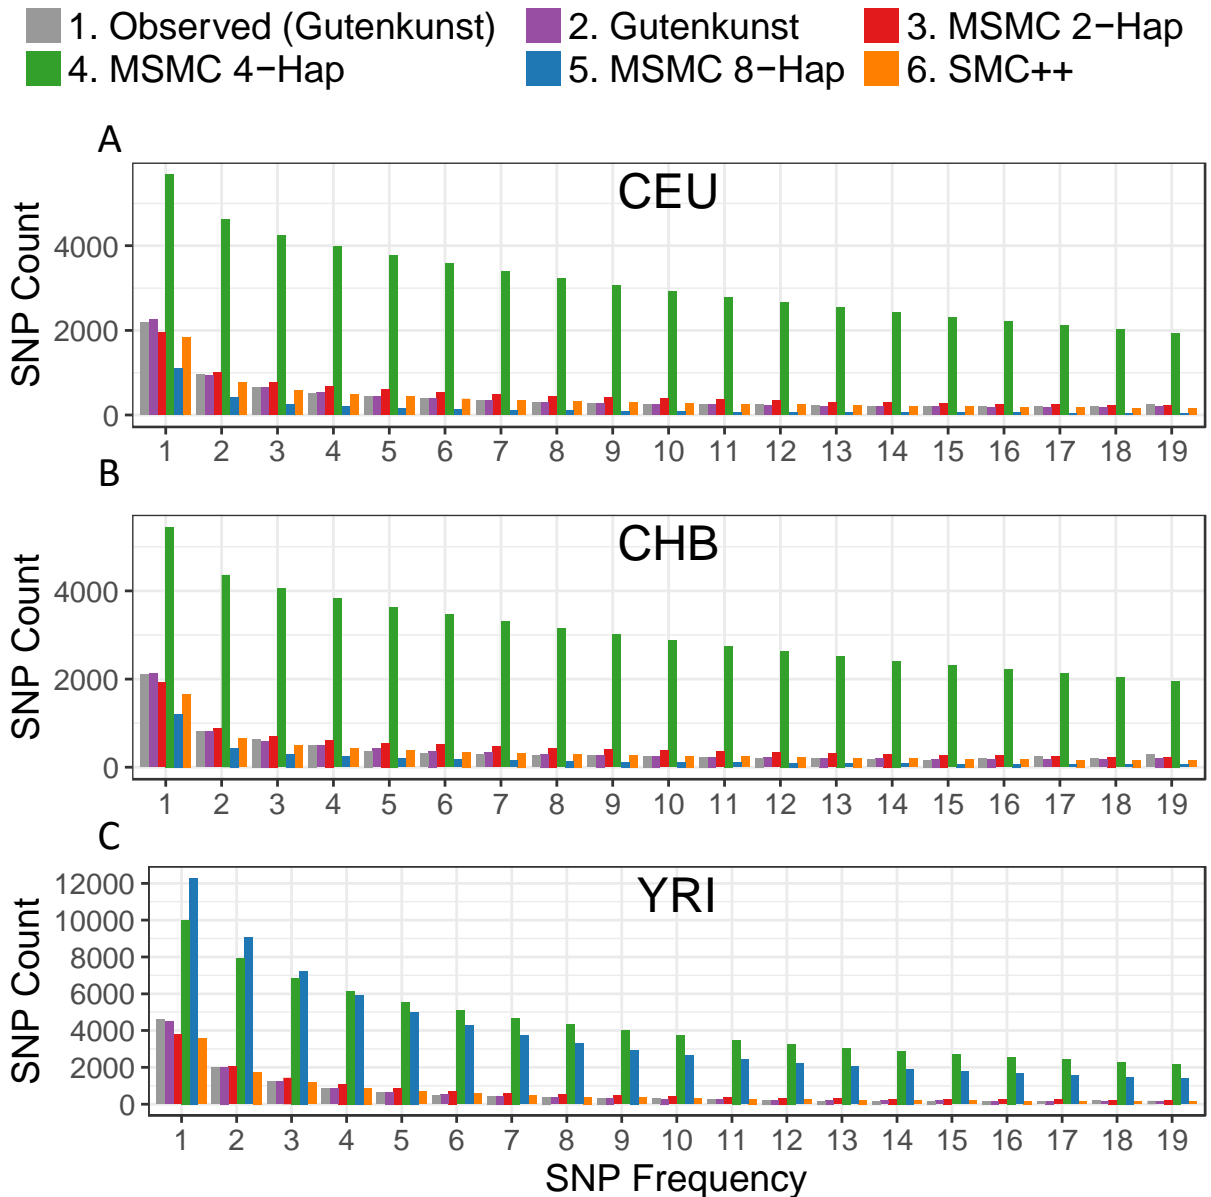 1. Observed (Gutenkunst) 2. Gutenkunst 3. MSMC 2−Hap
4. MSMC 4−Hap 5. MSMC 8−Hap 6. SMC++
A
CEU
SNP Count
4000
2000
0
1 2 3 4 5 6 7 8 9 10 11 12 13 14 15 16 17 18 19
B
CHB
SNP Count
4000
2000
0
1 2 3 4 5 6 7 8 9 10 11 12 13 14 15 16 17 18 19
C
YRI
SNP Count
12000
10000
8000
6000
4000
2000
0
1 2 3 4 5 6 7 8 9 10 11 12 13 14 15 16 17 18 19
SNP Frequency